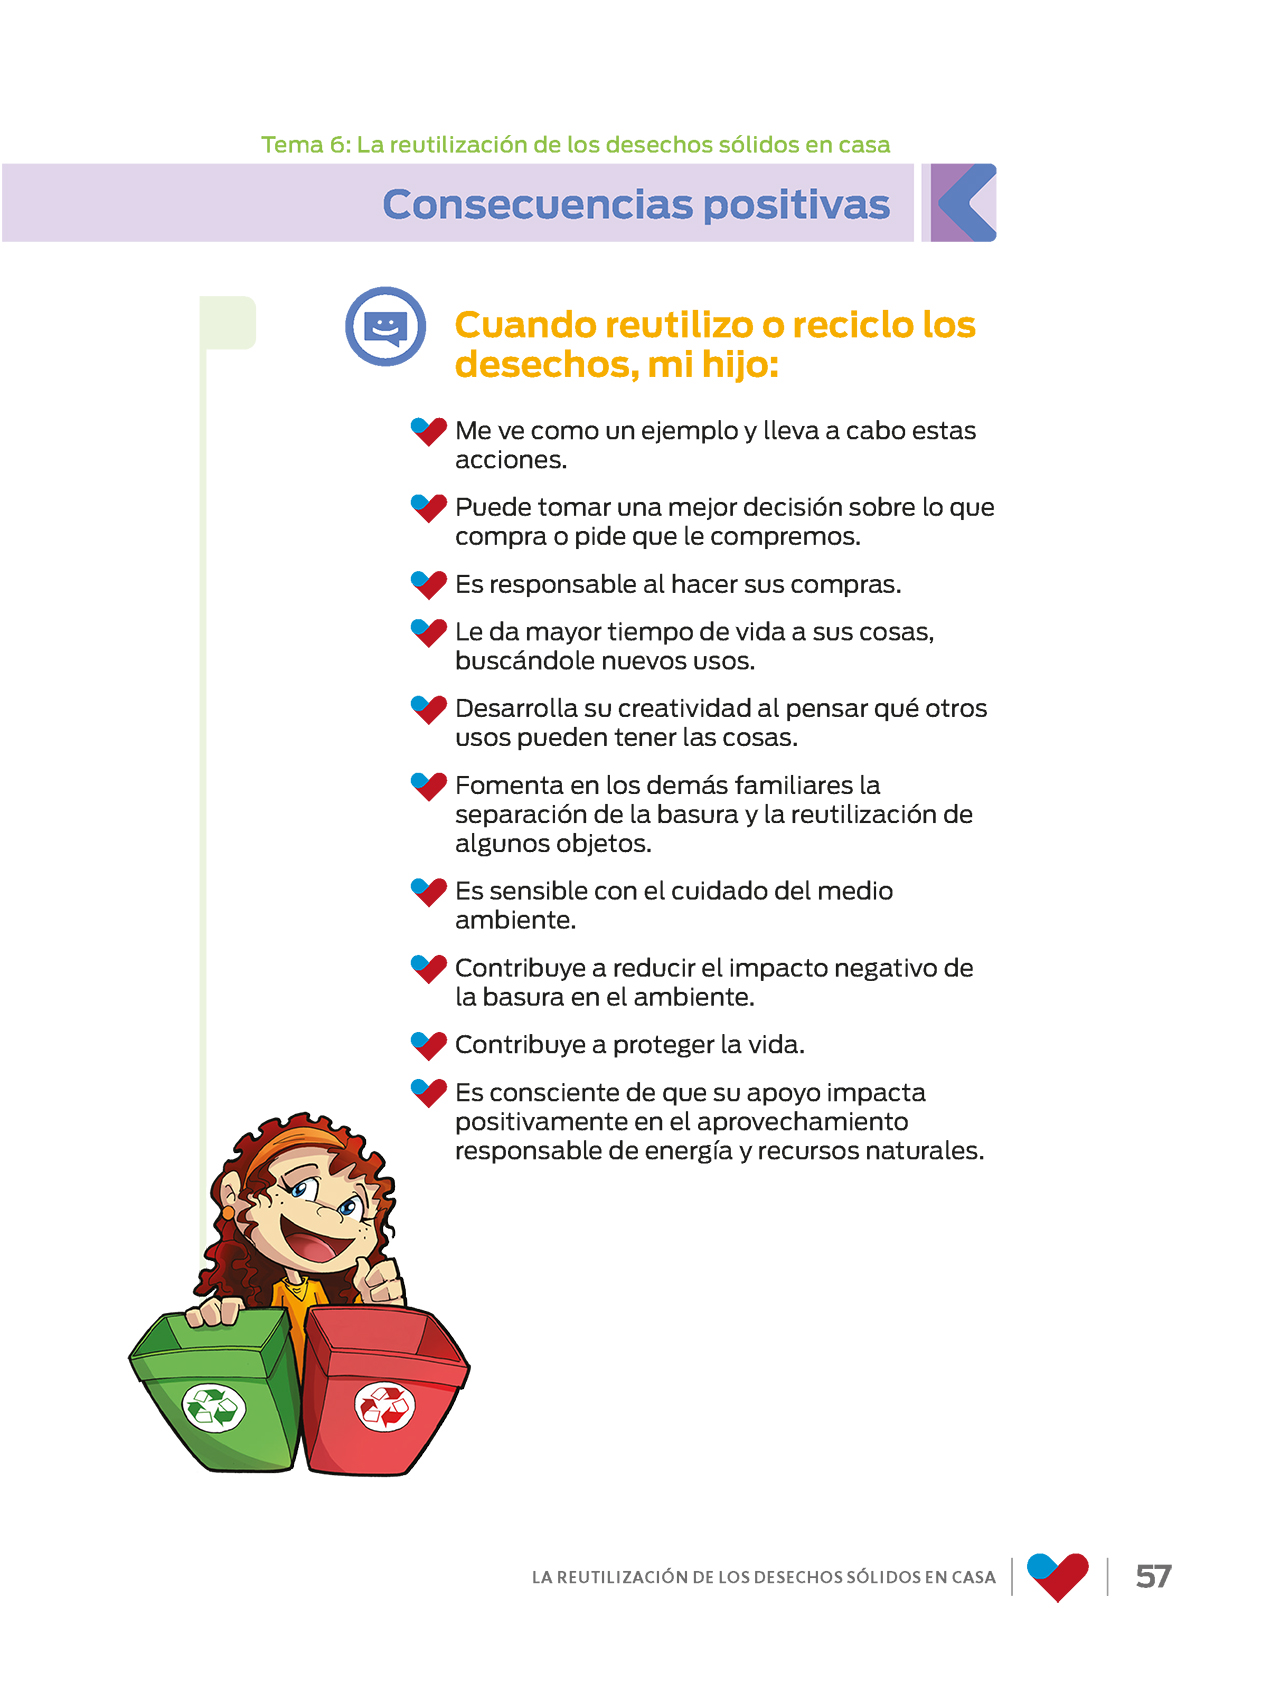 Tema 6: La reutilización de los desechos sólidos en casa
Consecuencias positivas
Cuando reutilizo o reciclo los
desechos, mi hijo:
Me ve como un ejemplo y lleva a cabo estas
acciones.
Puede tomar una mejor decisión sobre lo que
compra o pide que le compremos.
Es responsable al hacer sus compras.
Le da mayor tiempo de vida a sus cosas,
buscándole nuevos usos.
Desarrolla su creatividad al pensar qué otros
usos pueden tener las cosas.
Fomenta en los demás familiares la
separación de la basura y la reutilización de
algunos objetos.
Es sensible con el cuidado del medio
ambiente.
Contribuye a reducir el impacto negativo de
la basura en el ambiente.
Contribuye a proteger la vida.
Es consciente de que su apoyo impacta
positivamente en el aprovechamiento
responsable de energía y recursos naturales.
LA REUTILIZACIÓN DE LOS DESECHOS SÓLIDOS EN CASA
57